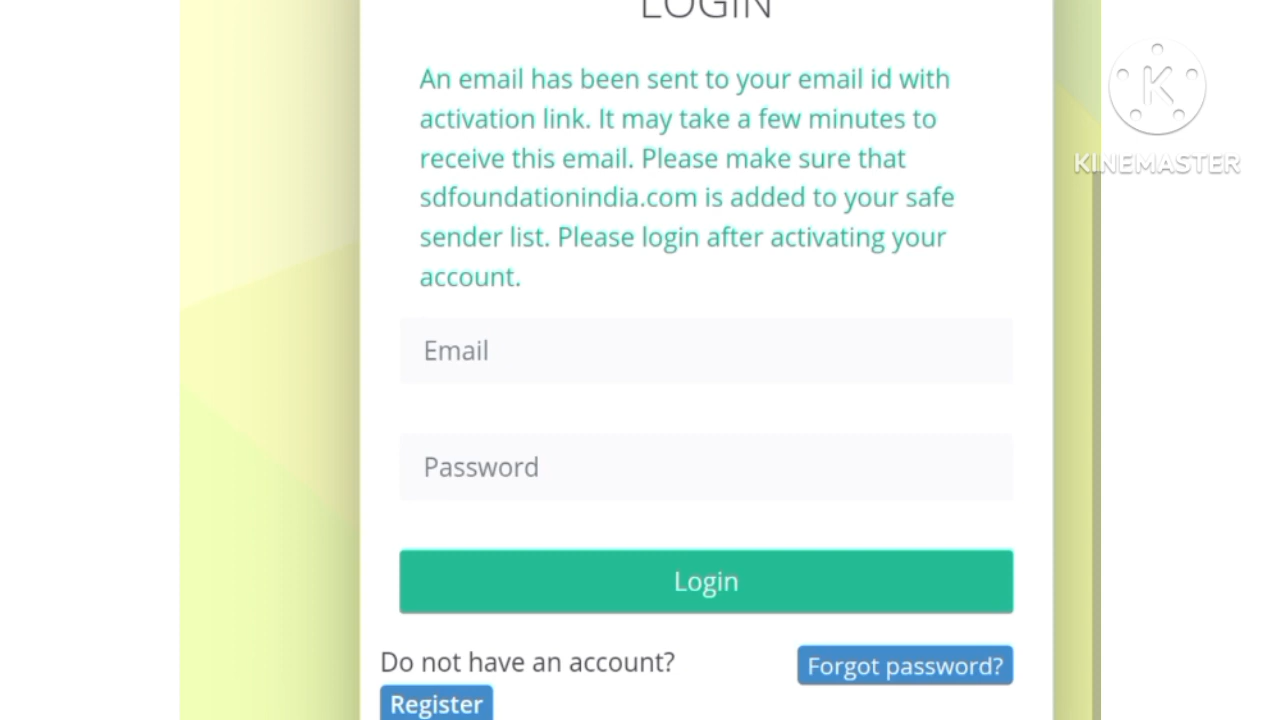 LOGIN
An email has been sent to your email id with
activation link. It may take a few minutes to
receive this email. Please make sure that
sdfoundationindia.com is added to your safe
sender list. Please login after activating your
account.
Email
Password
Login
Do not have an account?
Forgot password?
Register
K
KINEMASTER